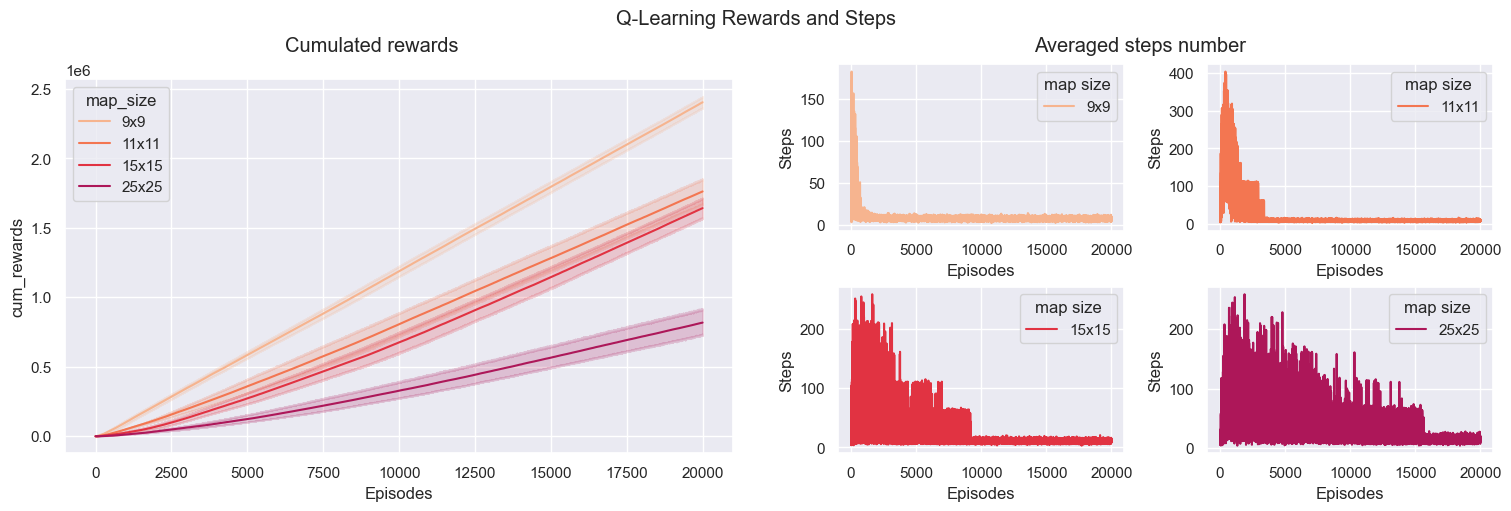 Q-Learning Rewards and Steps
Cumulated rewards
1e6
2.5
2.0
1.5
1.0
0.5
0.0
cum_rewards
map_size
9x9
11x11
15x15
25x25
0 2500 5000 7500 10000 12500 15000 17500 20000
Episodes
Averaged steps number
150
100
50
0
Steps
map size
9x9
0 5000 10000 15000 20000
Episodes
400
300
200
100
0
Steps
map size
11x11
0 5000 10000 15000 20000
Episodes
200
100
0
Steps
map size
15x15
0 5000 10000 15000 20000
Episodes
200
100
0
Steps
map size
25x25
0 5000 10000 15000 20000
Episodes